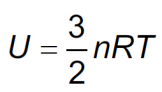 U = 3/2 nRT